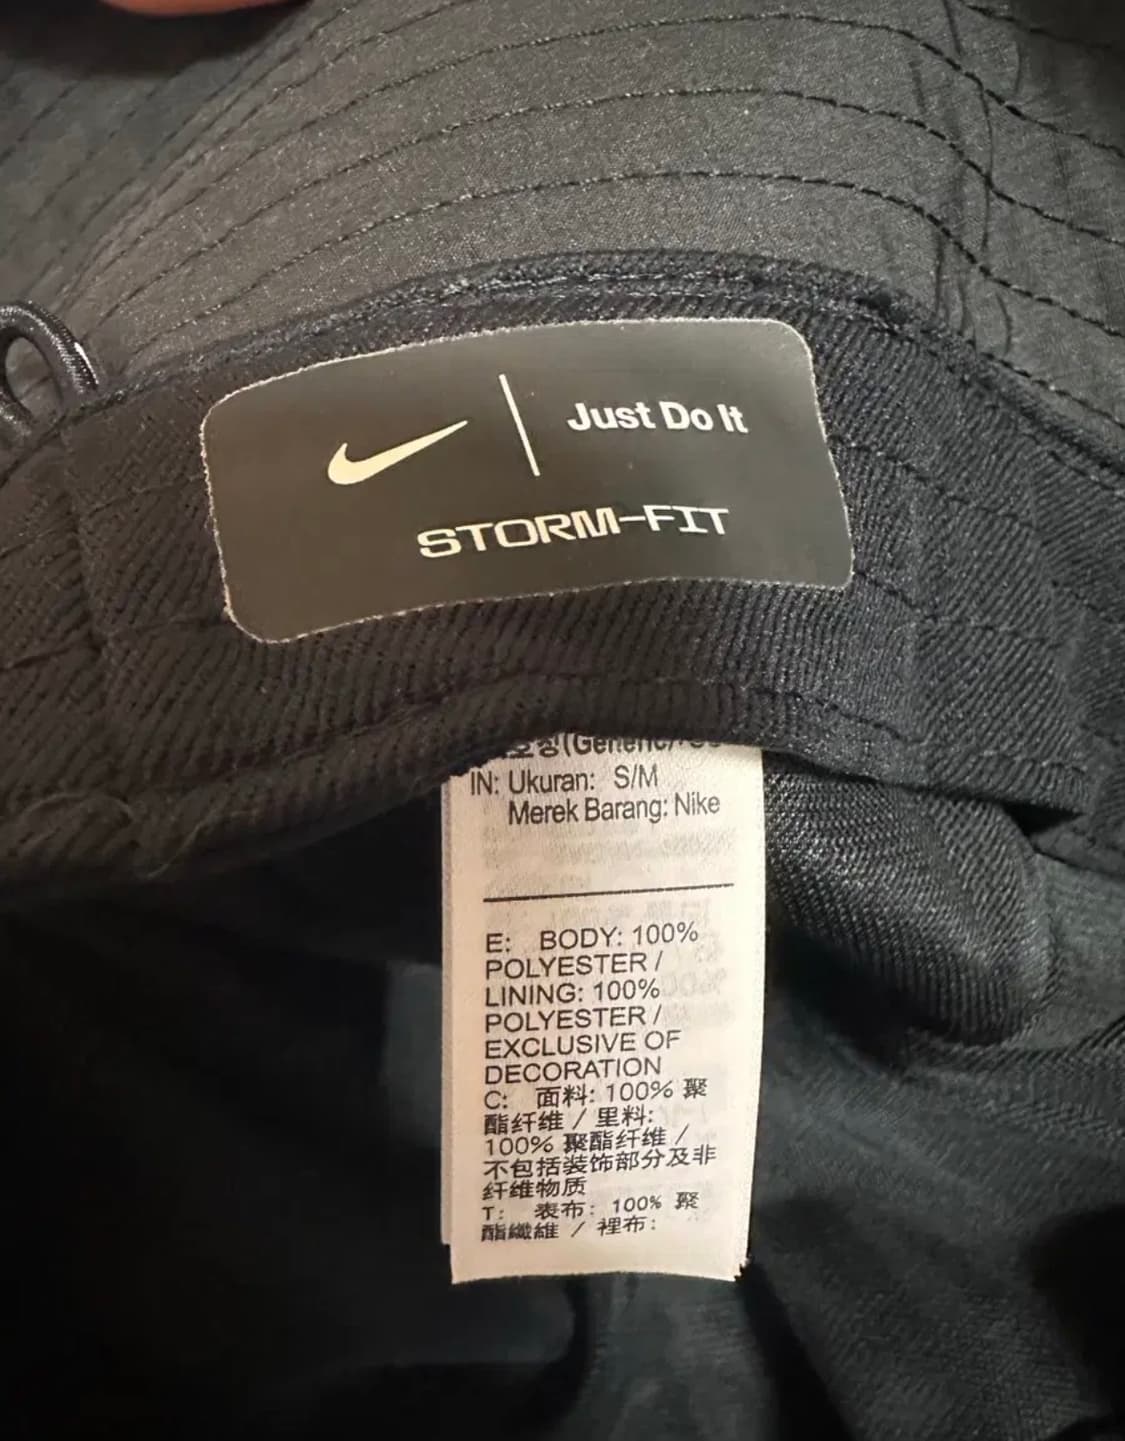 Just Do It
STORM-FIT
(Generic)
IN: Ukuran: S/M
Merek Barang: Nike
E: BODY: 100%
POLYESTER /
LINING: 100%
POLYESTER /
EXCLUSIVE OF
DECORATION
C: 面料: 100% 聚
酯纤维 / 里料:
100% 聚酯纤维 /
不包括装饰部分及非
纤维物质
T: 表布: 100% 聚
酯纖維 / 裡布: